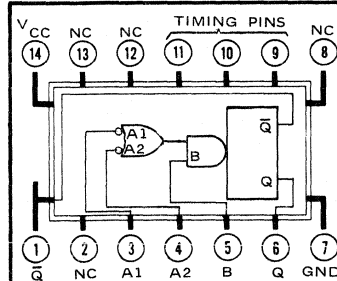 TIMING PINS
VCC NC NC NC
14 13 12 11 10 9 8
A1
A2
B
Q̅
Q
1 2 3 4 5 6 7
Q̅ NC A1 A2 B Q GND